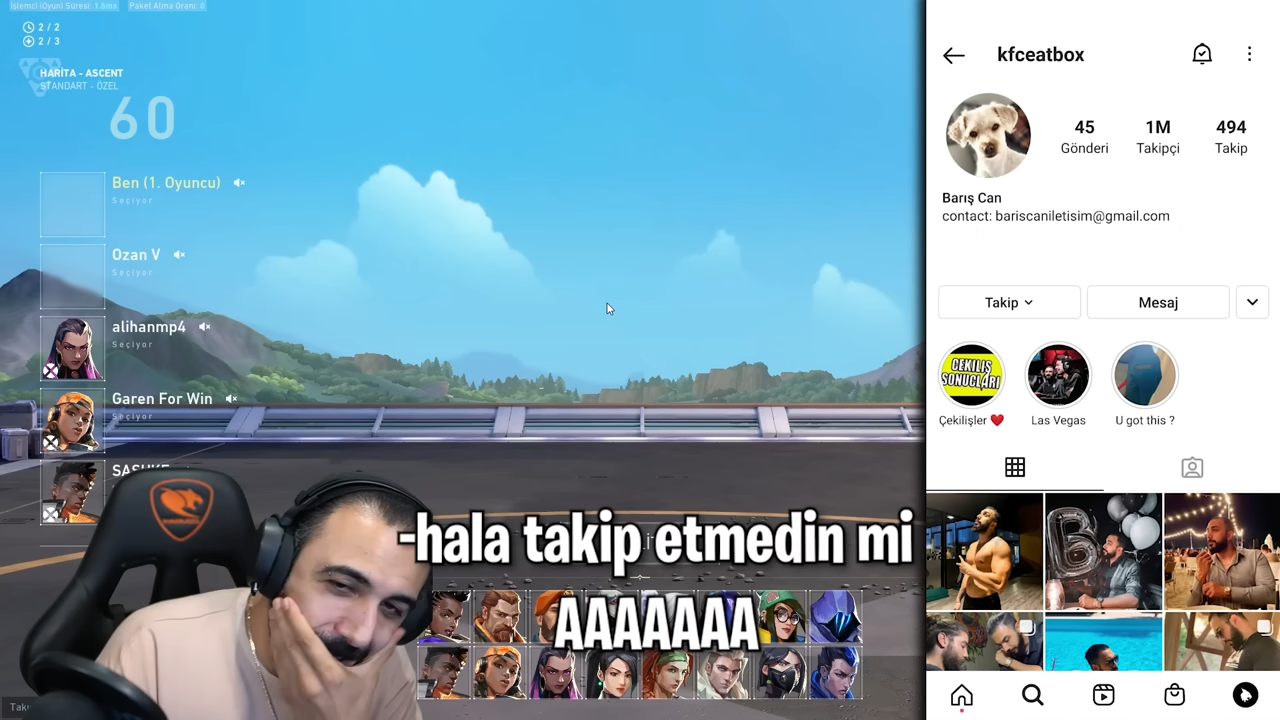 İşlemci (Oyun) Süresi: 1.6ms Paket Alma Oranı: 0
2 / 2
2 / 3
HARİTA - ASCENT
STANDART - ÖZEL
60
Ben (1. Oyuncu)
Seçiyor
Ozan V
Seçiyor
alihanmp4
Seçiyor
Garen For Win
Seçiyor
-hala takip etmedin mi
AAAAAAA
kfceatbox
45 1M 494
Gönderi Takipçi Takip
Barış Can
contact: bariscaniletisim@gmail.com
Takip Mesaj
ÇEKİLİŞ
SONUÇLARI
Çekilişler ❤️ Las Vegas U got this ?
B